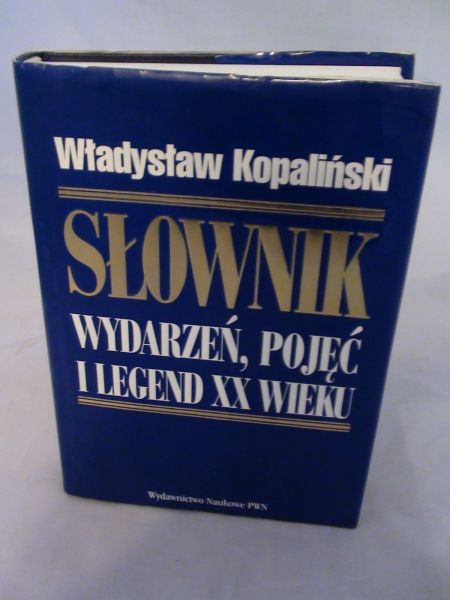 Władysław Kopaliński
SŁOWNIK
WYDARZEŃ, POJĘĆ
I LEGEND XX WIEKU
Wydawnictwo Naukowe PWN